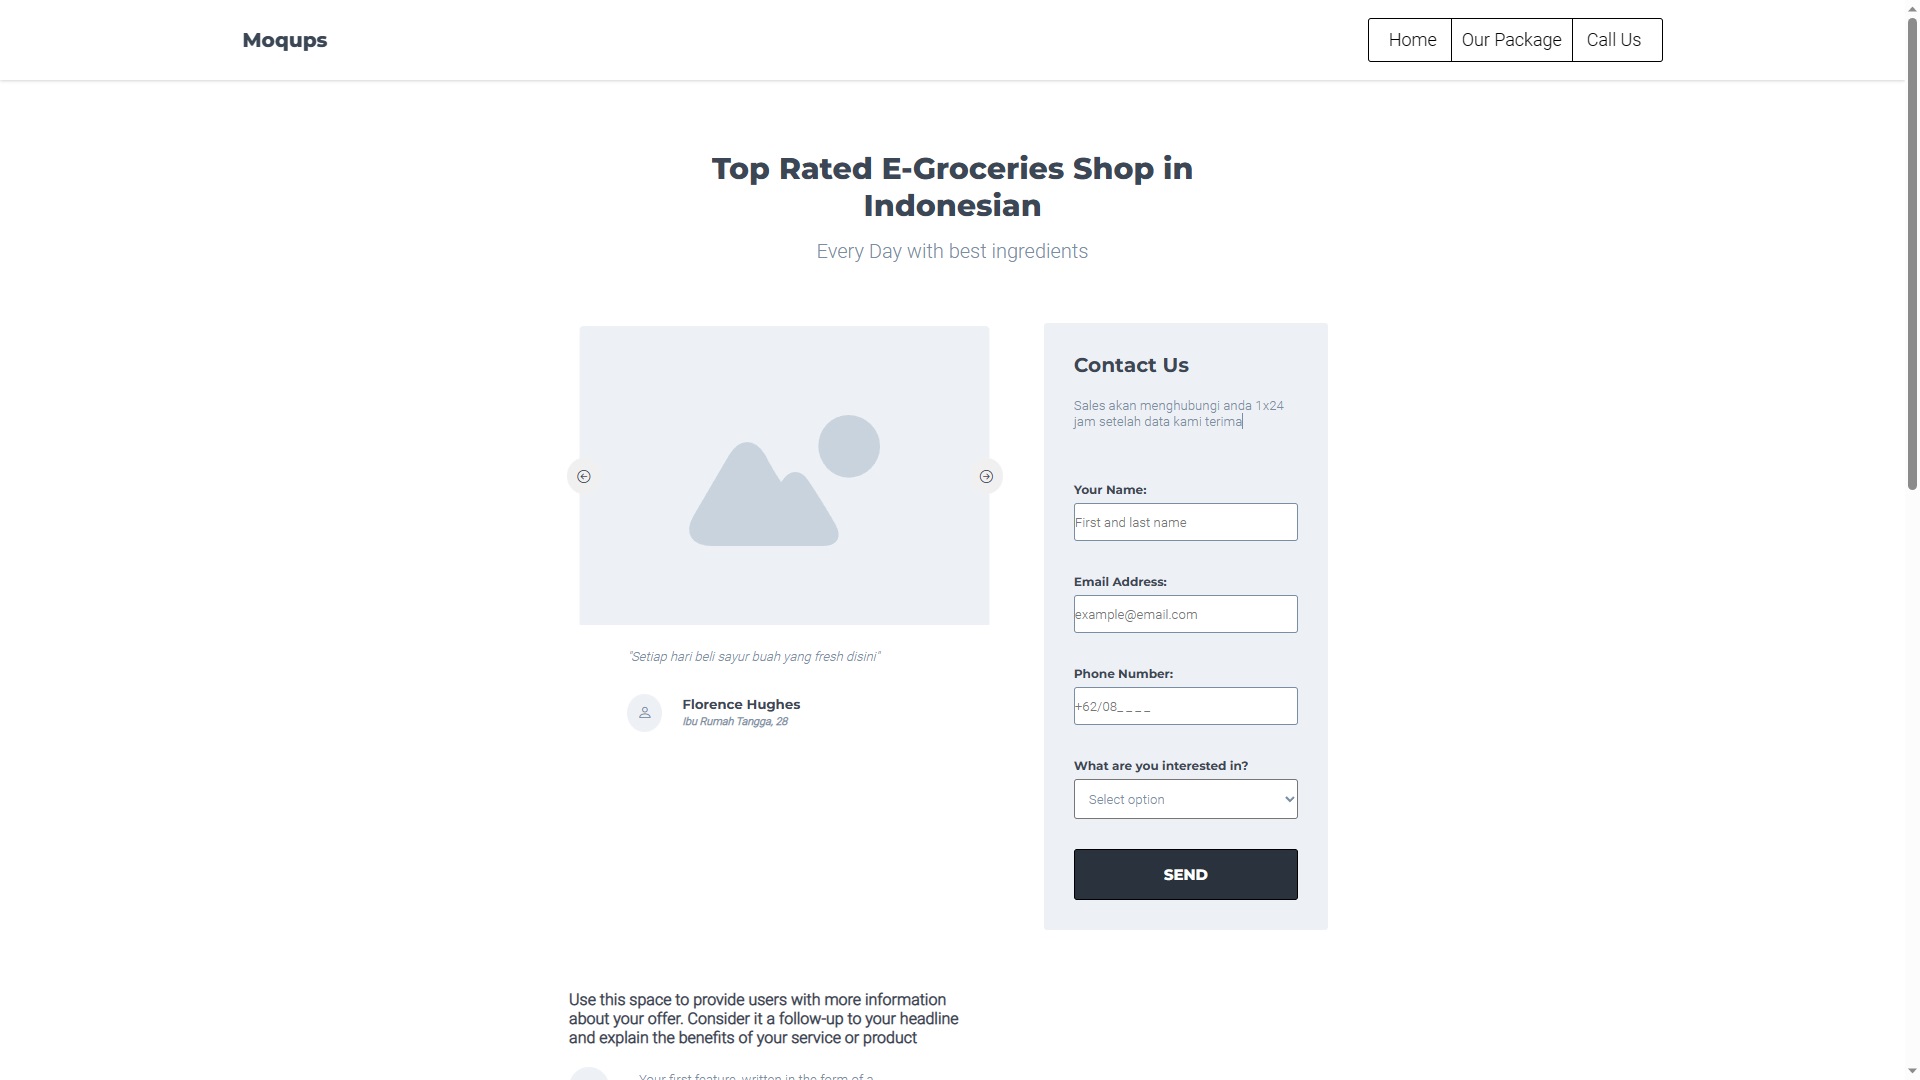 Moqups
Home
Our Package
Call Us
Top Rated E-Groceries Shop in
Indonesian
Every Day with best ingredients
"Setiap hari beli sayur buah yang fresh disini"
Florence Hughes
Ibu Rumah Tangga, 28
Contact Us
Sales akan menghubungi anda 1x24
jam setelah data kami terima
Your Name:
First and last name
Email Address:
example@email.com
Phone Number:
+62/08_ _ _ _
What are you interested in?
Select option
SEND
Use this space to provide users with more information
about your offer. Consider it a follow-up to your headline
and explain the benefits of your service or product
Your first feature, written in the form of a